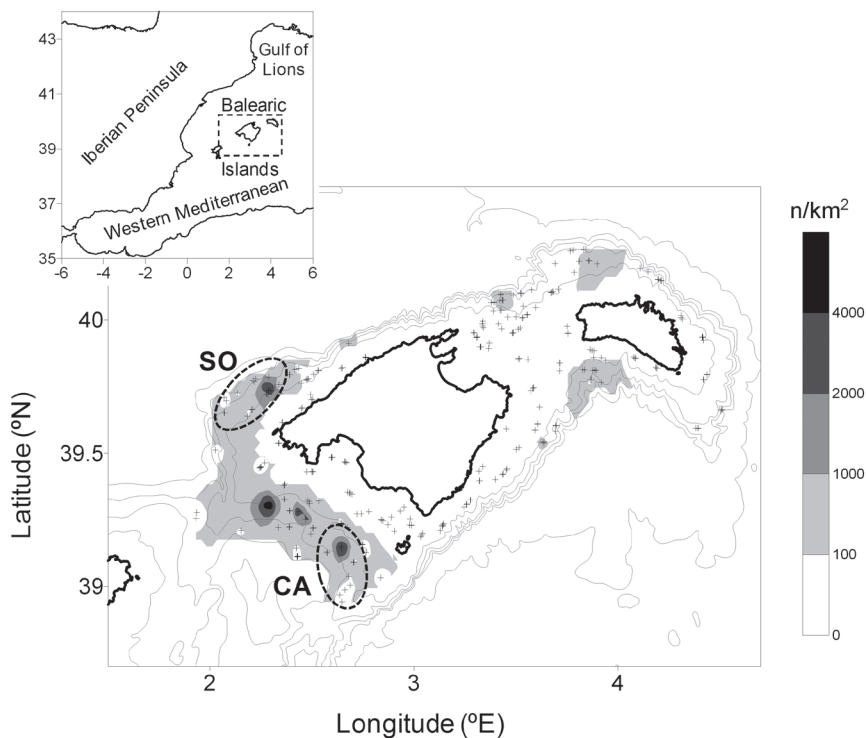 43
41
39
37
35
-6 -4 -2 0 2 4 6
Gulf of
Lions
Iberian Peninsula
Balearic
Islands
Western Mediterranean
n/km²
4000
2000
1000
100
0
SO
CA
40
39.5
39
Latitude (ºN)
2 3 4
Longitude (ºE)